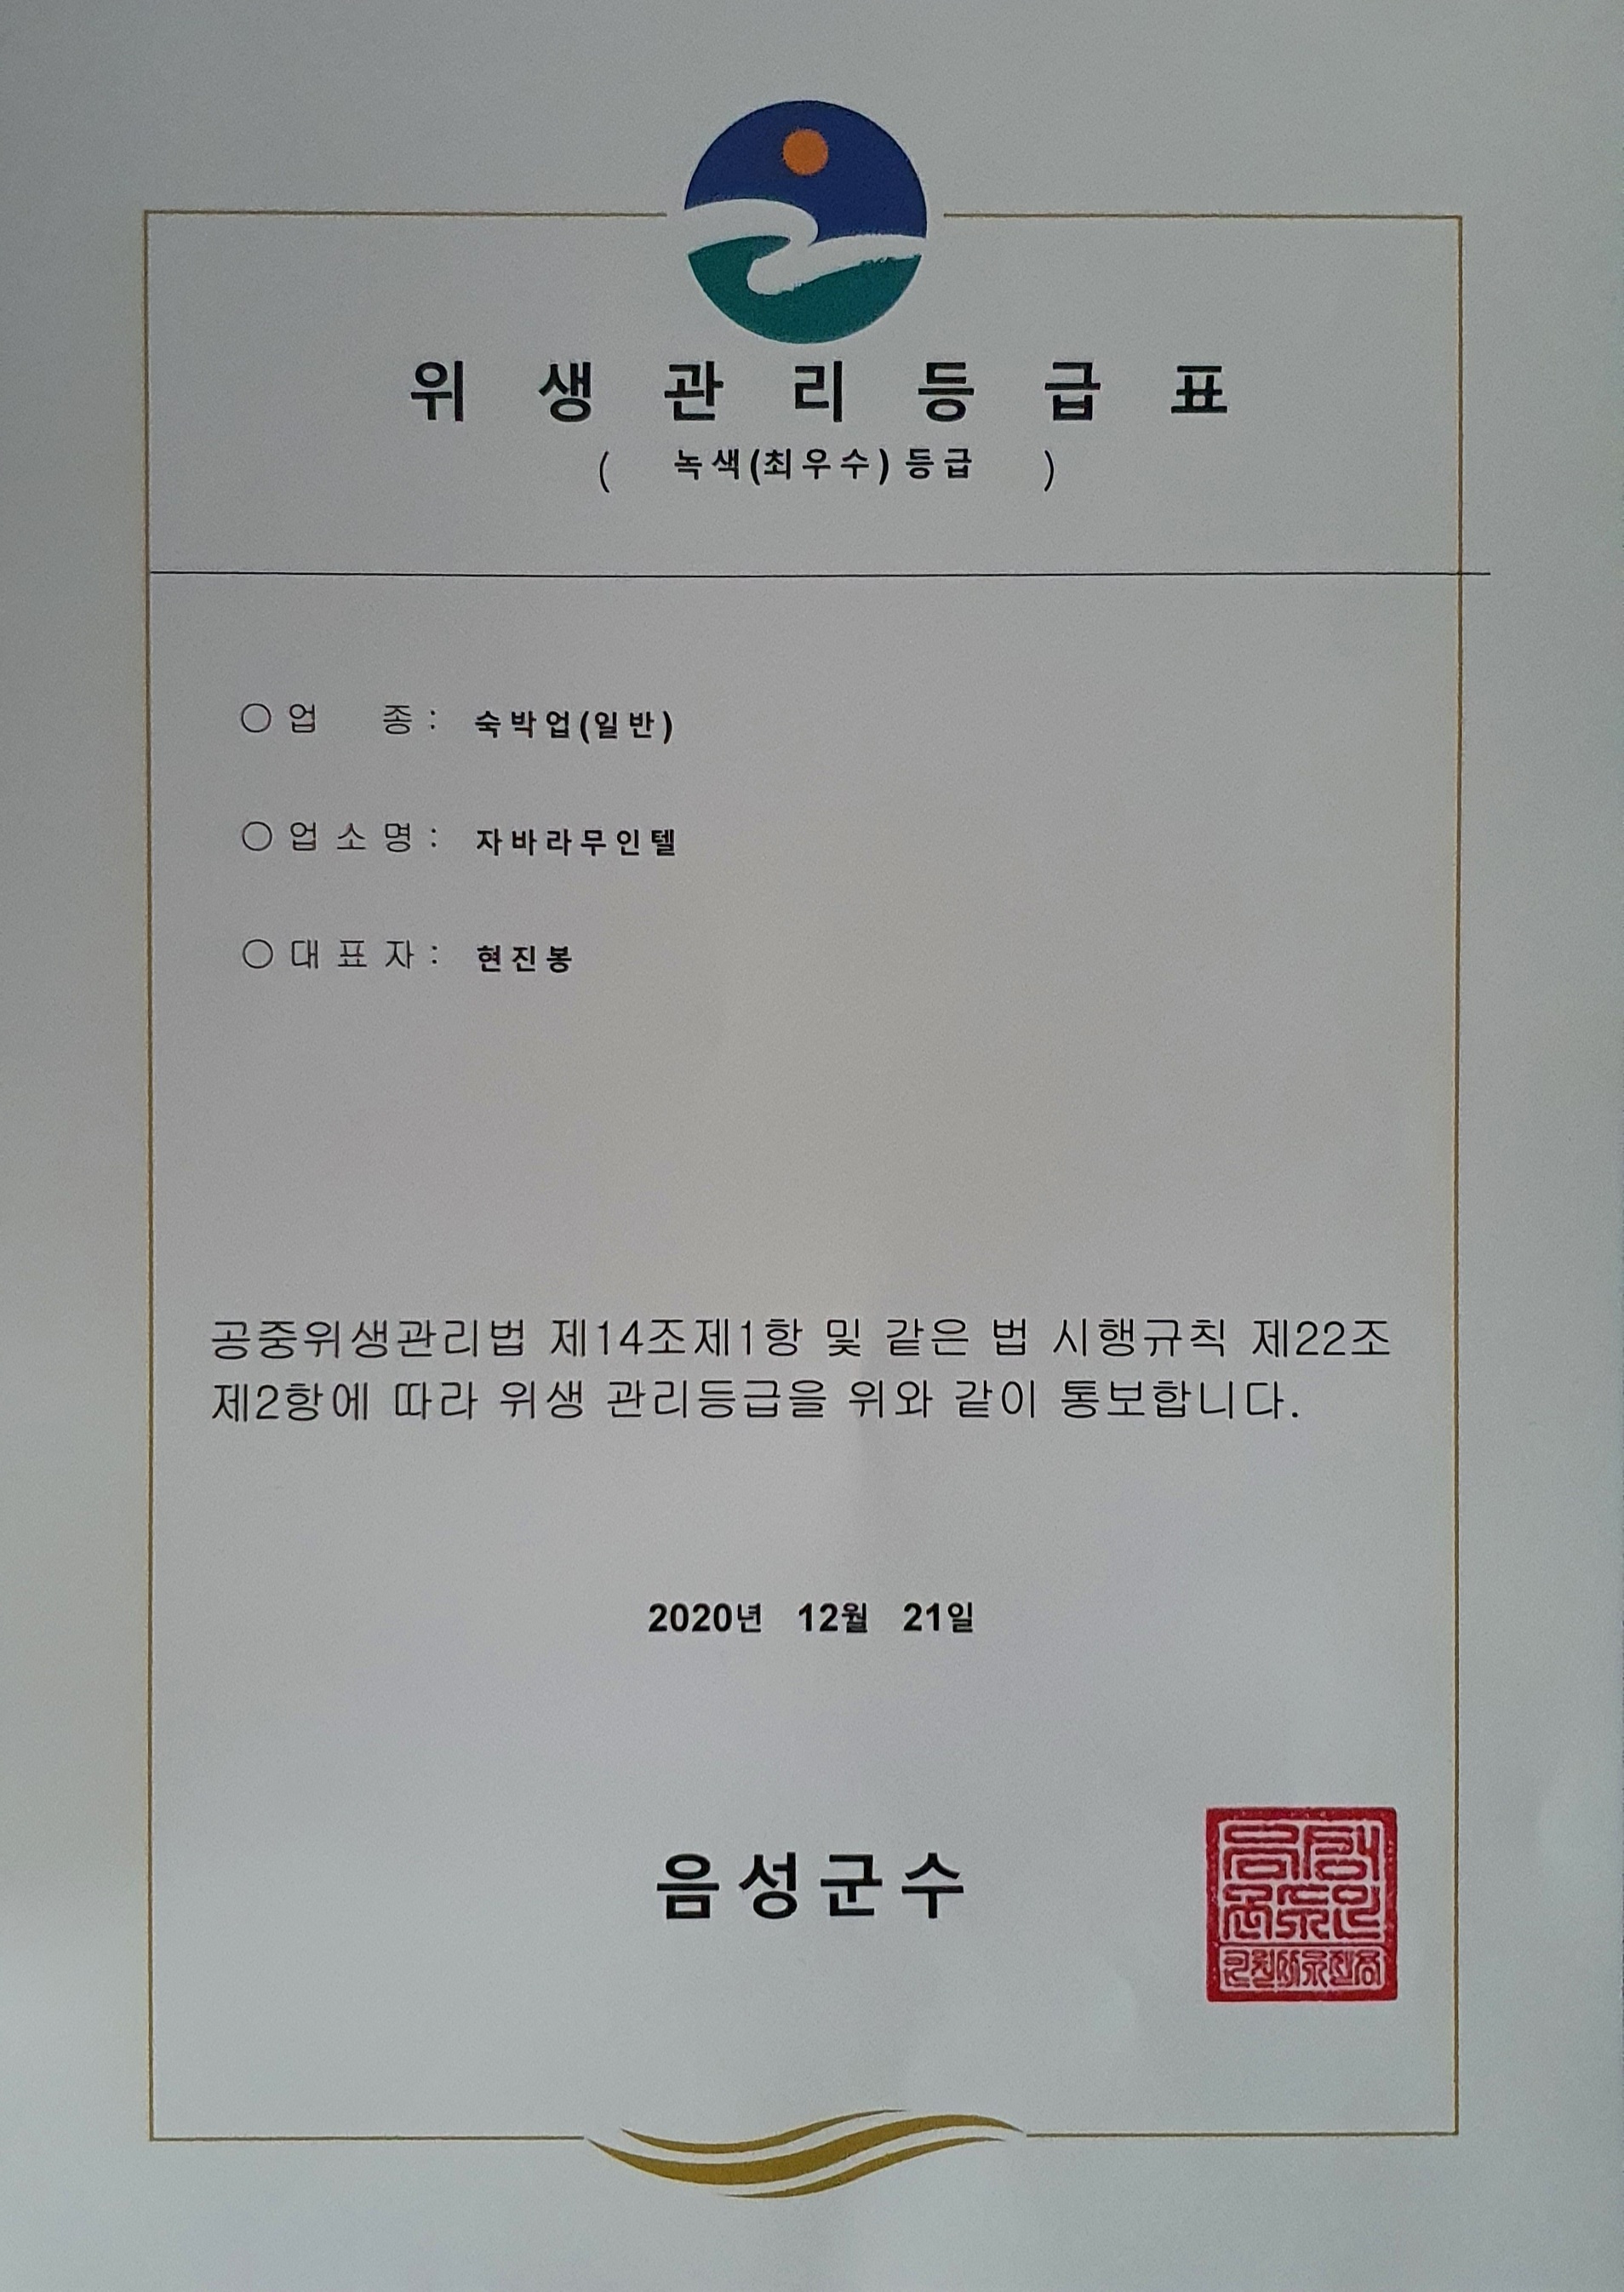 위 생 관 리 등 급 표
( 녹색(최우수) 등급 )
○ 업 종 : 숙박업(일반)
○ 업 소 명 : 자바라무인텔
○ 대 표 자 : 현진봉
공중위생관리법 제14조제1항 및 같은 법 시행규칙 제22조
제2항에 따라 위생 관리등급을 위와 같이 통보합니다.
2020년 12월 21일
음성군수